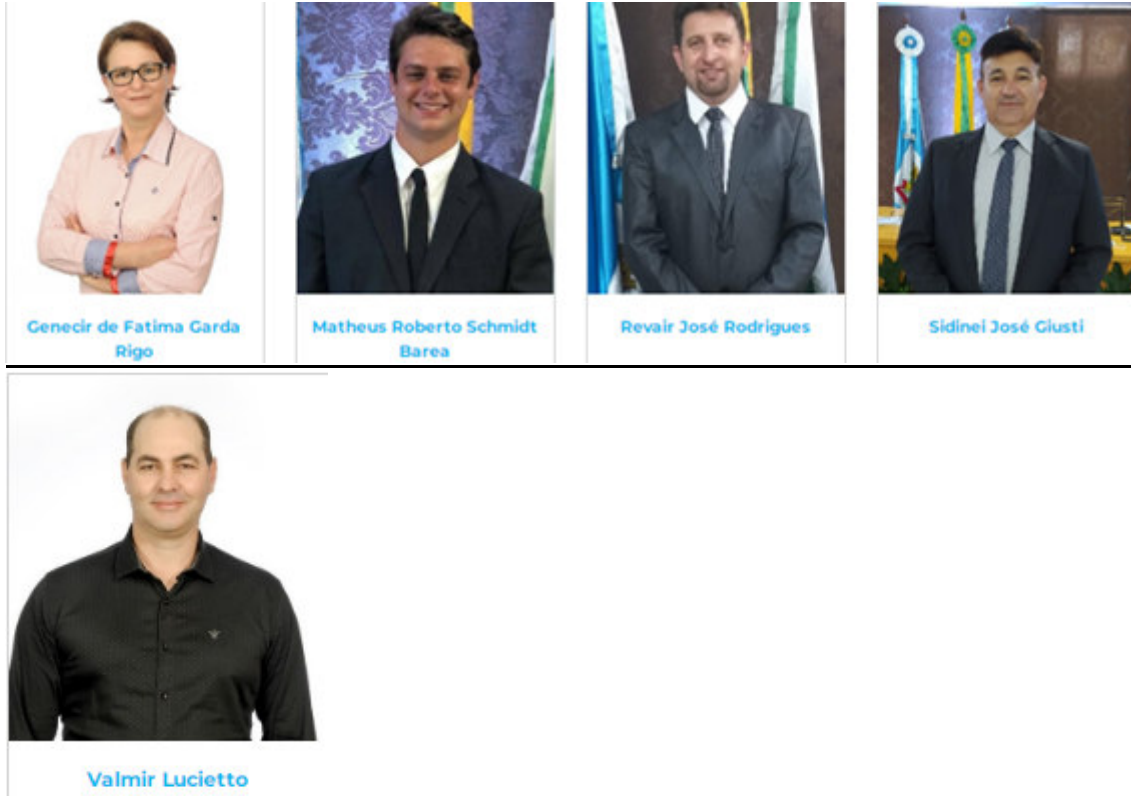 Genecir de Fatima Garda
Rigo
Matheus Roberto Schmidt
Barea
Revair José Rodrigues
Sidinei José Giusti
Valmir Lucietto